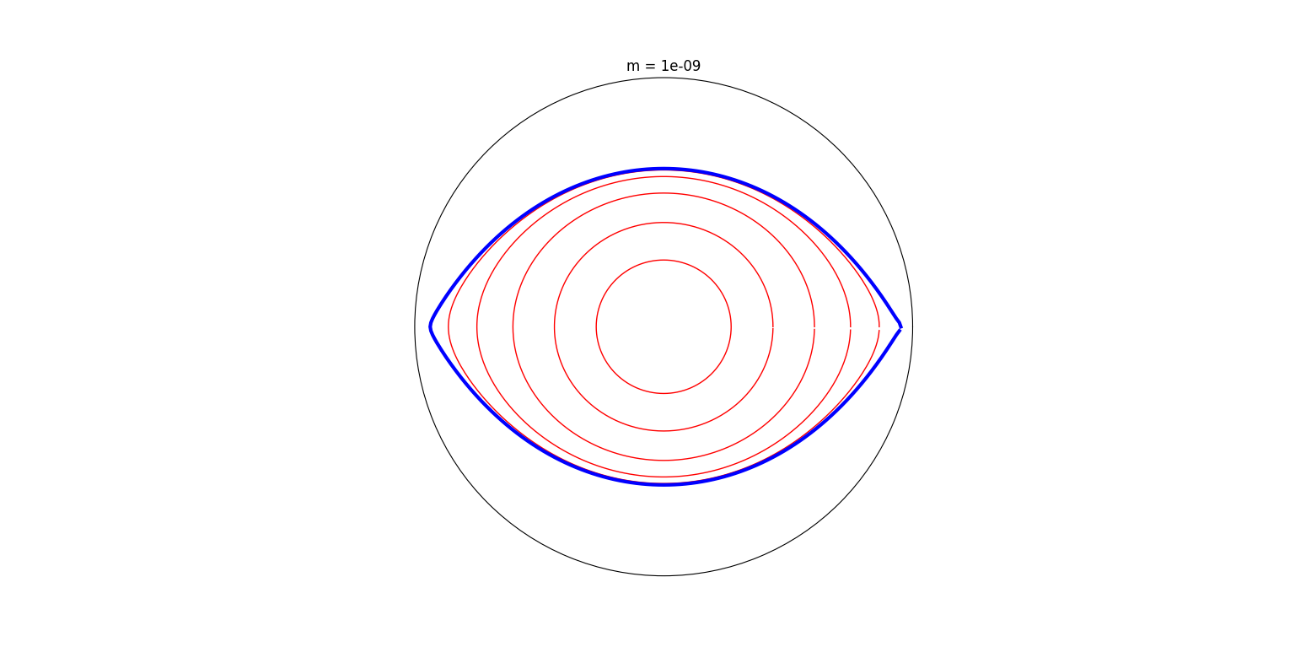 m = 1e-09